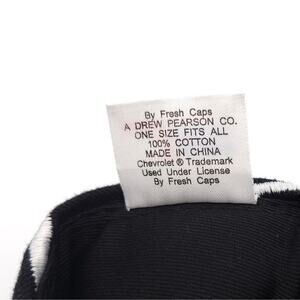 By Fresh Caps
A DREW PEARSON CO.
ONE SIZE FITS ALL
100% COTTON
MADE IN CHINA
Chevrolet ® Trademark
Used Under License
By Fresh Caps